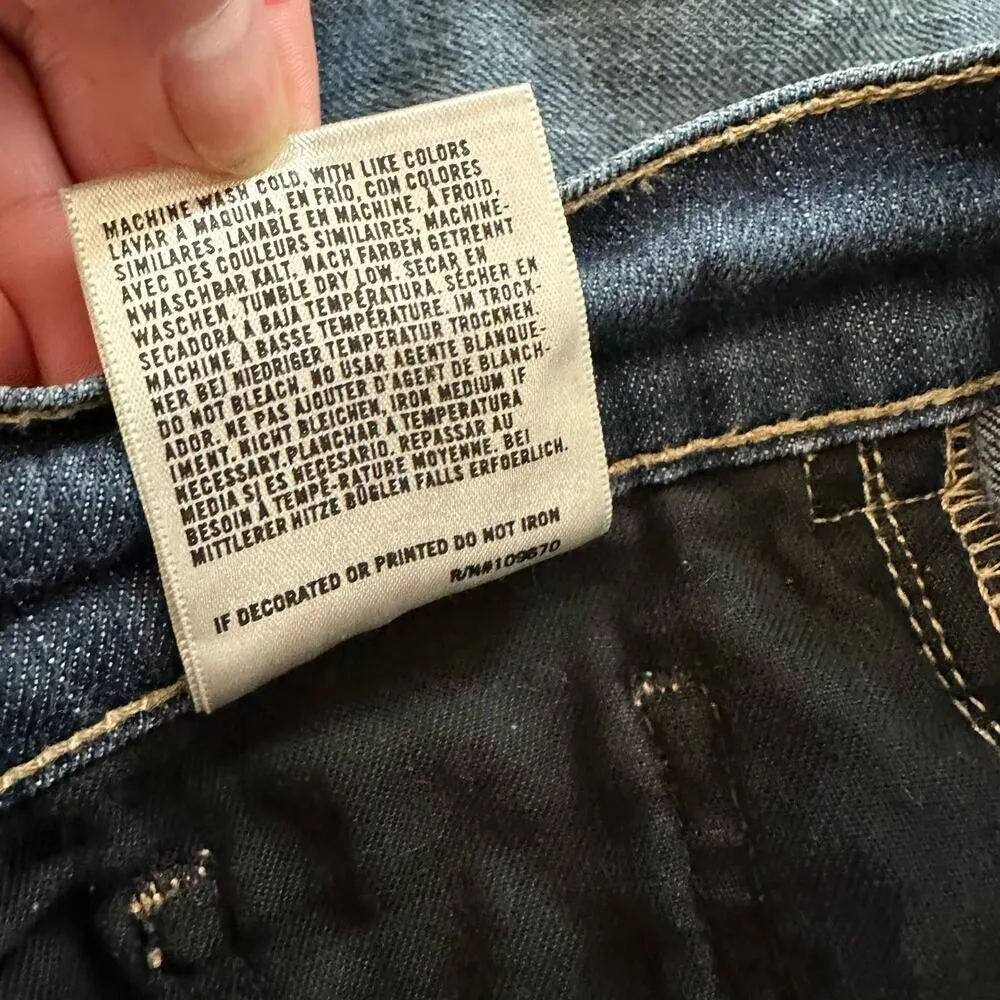 MACHINE WASH COLD, WITH LIKE COLORS
LAVAR A MAQUINA, EN FRIO, CON COLORES
SIMILARES, LAVABLE EN MACHINE, À FROID,
AVEC DES COULEURS SIMILAIRES, MACHINE-
NWASCHBAR KALT, NACH FARBEN GETRENNT
WASCHEN, TUMBLE DRY LOW. SECAR EN
SECADORA A BAJA TEMPERATURA, SÉCHER EN
MACHINE À BASSE TEMPÉRATURE. IM TROCK-
NER BEI NIEDRIGER TEMPERATUR TROCKNEN
DO NOT BLEACH. NO USAR AGENTE BLANQUE-
ADOR. NE PAS AJOUTER D'AGENT DE BLANCH-
IMENT. NICHT BLEICHEN, IRON MEDIUM IF
NECESSARY,PLANCHAR A TEMPERATURA
MEDIA SI ES NECESARIO. REPASSAR AU
BESOIN À TEMPE-RATURE MOYENNE. BEI
MITTLERER HITZE BÜGLEN FALLS ERFOERLICH.
IF DECORATED OR PRINTED DO NOT IRON
R/N#109670